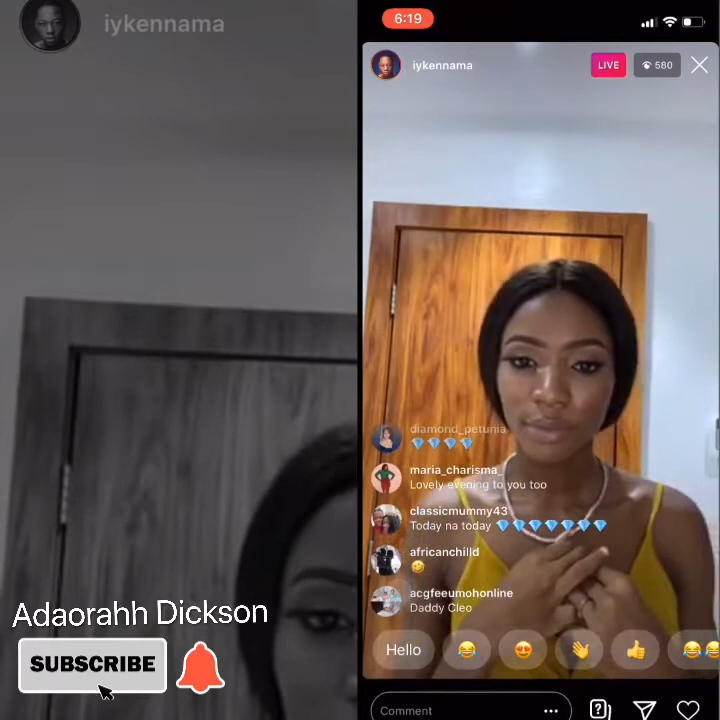 iykennama
6:19
iykennama
LIVE
580
diamond_petunia
maria_charisma_
Lovely evening to you too
classicmummy43
Today na today
africanchilld
acgfeeumohonline
Daddy Cleo
Hello
Comment
Adaorahh Dickson
SUBSCRIBE